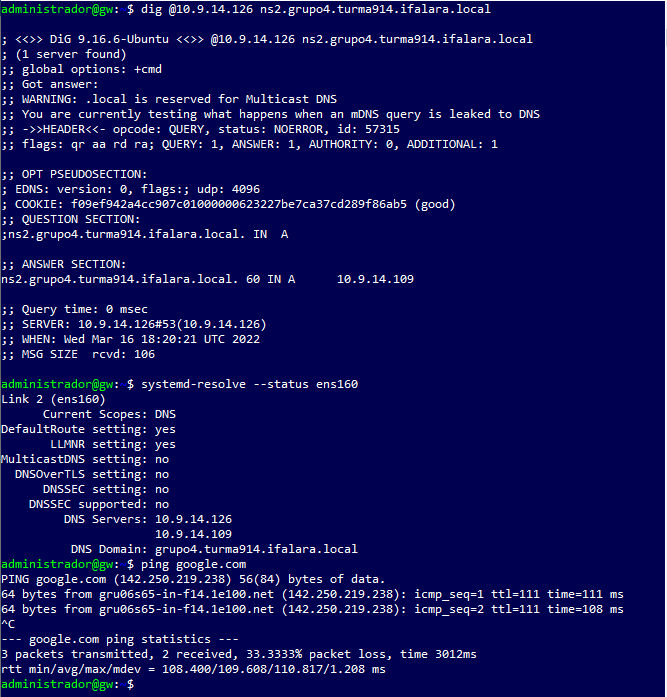 administrador@gw: $ dig @10.9.14.126 ns2.grupo4.turma914.ifalara.local
; <<>> DiG 9.16.6-Ubuntu <<>> @10.9.14.126 ns2.grupo4.turma914.ifalara.local
; (1 server found)
;; global options: +cmd
;; Got answer:
;; WARNING: .local is reserved for Multicast DNS
;; You are currently testing what happens when an mDNS query is leaked to DNS
;; ->>HEADER<<- opcode: QUERY, status: NOERROR, id: 57315
;; flags: qr aa rd ra; QUERY: 1, ANSWER: 1, AUTHORITY: 0, ADDITIONAL: 1
;; OPT PSEUDOSECTION:
; EDNS: version: 0, flags:; udp: 4096
; COOKIE: f09ef942a4cc907c01000000623227be7ca37cd289f86ab5 (good)
;; QUESTION SECTION:
;ns2.grupo4.turma914.ifalara.local. IN A
;; ANSWER SECTION:
ns2.grupo4.turma914.ifalara.local. 60 IN A 10.9.14.109
;; Query time: 0 msec
;; SERVER: 10.9.14.126#53(10.9.14.126)
;; WHEN: Wed Mar 16 18:20:21 UTC 2022
;; MSG SIZE rcvd: 106
administrador@gw: $ systemd-resolve --status ens160
Link 2 (ens160)
Current Scopes: DNS
DefaultRoute setting: yes
LLMNR setting: yes
MulticastDNS setting: no
DNSOverTLS setting: no
DNSSEC setting: no
DNSSEC supported: no
DNS Servers: 10.9.14.126
10.9.14.109
DNS Domain: grupo4.turma914.ifalara.local
administrador@gw: $ ping google.com
PING google.com (142.250.219.238) 56(84) bytes of data.
64 bytes from gru06s65-in-f14.1e100.net (142.250.219.238): icmp_seq=1 ttl=111 time=111 ms
64 bytes from gru06s65-in-f14.1e100.net (142.250.219.238): icmp_seq=2 ttl=111 time=108 ms
^C
--- google.com ping statistics ---
3 packets transmitted, 2 received, 33.3333% packet loss, time 3012ms
rtt min/avg/max/mdev = 108.400/109.608/110.817/1.208 ms
administrador@gw: $